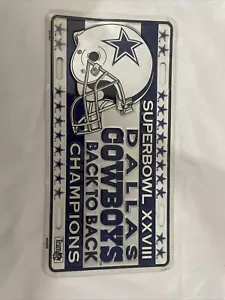 SUPERBOWL XXVIII
DALLAS
COWBOYS
BACK TO BACK
CHAMPIONS